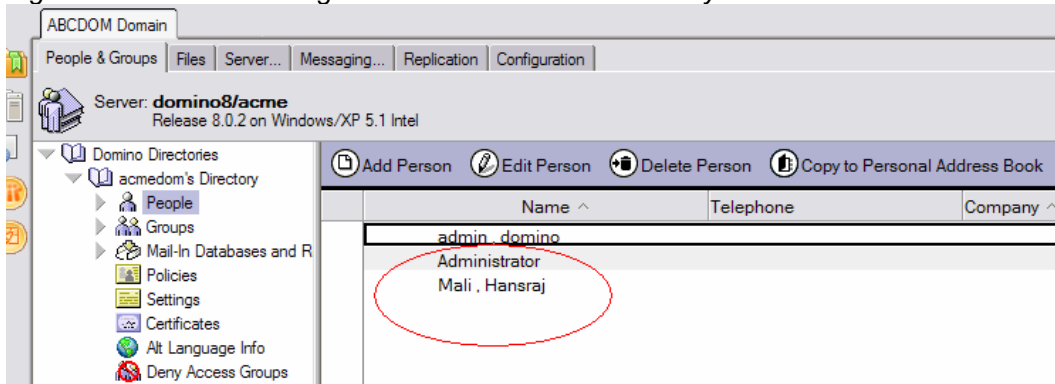 ABCDOM Domain
People & Groups Files Server... Messaging... Replication Configuration
Server: domino8/acme
Release 8.0.2 on Windows/XP 5.1 Intel
Domino Directories
acmedom's Directory
People
Groups
Mail-In Databases and R
Policies
Settings
Certificates
Alt Language Info
Deny Access Groups
Add Person Edit Person Delete Person Copy to Personal Address Book
Name Telephone Company
admin , domino
Administrator
Mali , Hansraj